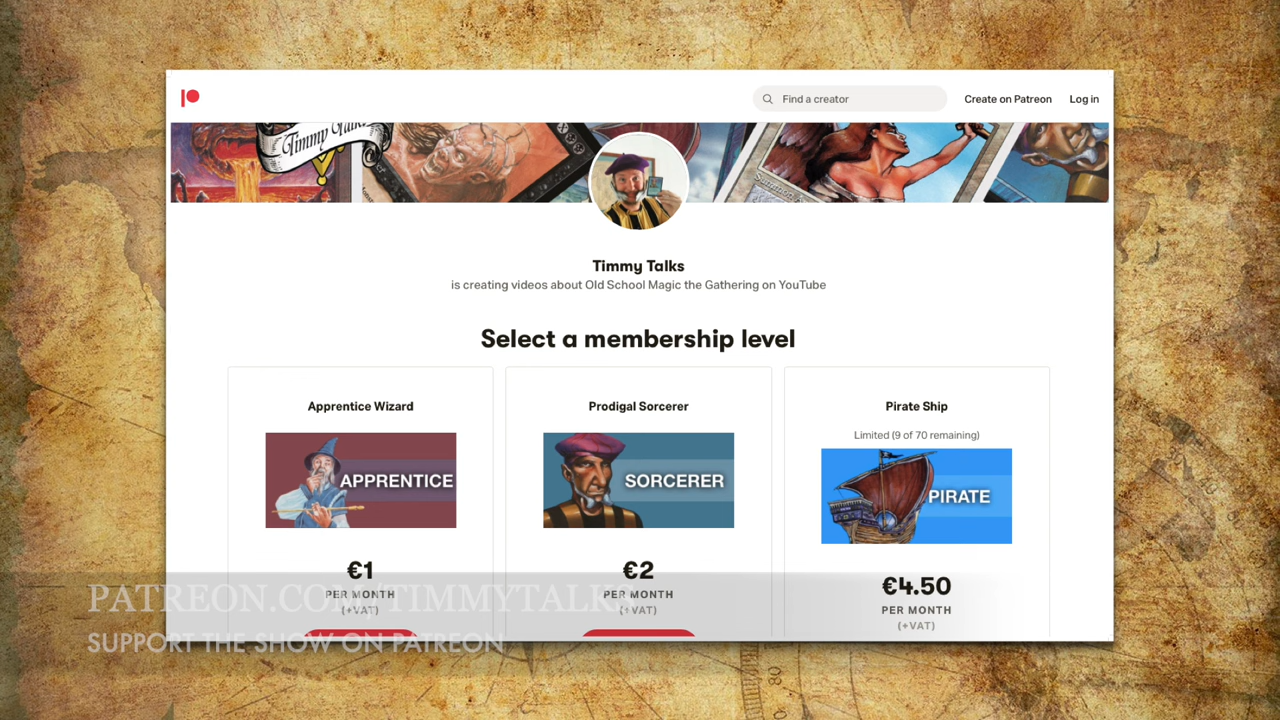 Find a creator
Create on Patreon
Log in
Timmy Talks
Timmy Talks
is creating videos about Old School Magic the Gathering on YouTube
Select a membership level
Apprentice Wizard
Prodigal Sorcerer
Pirate Ship
Limited (9 of 70 remaining)
APPRENTICE
SORCERER
PIRATE
€1
PER MONTH
(+VAT)
€2
PER MONTH
(+VAT)
€4.50
PER MONTH
(+VAT)
PATREON.COM/TIMMYTALKS
SUPPORT THE SHOW ON PATREON
80